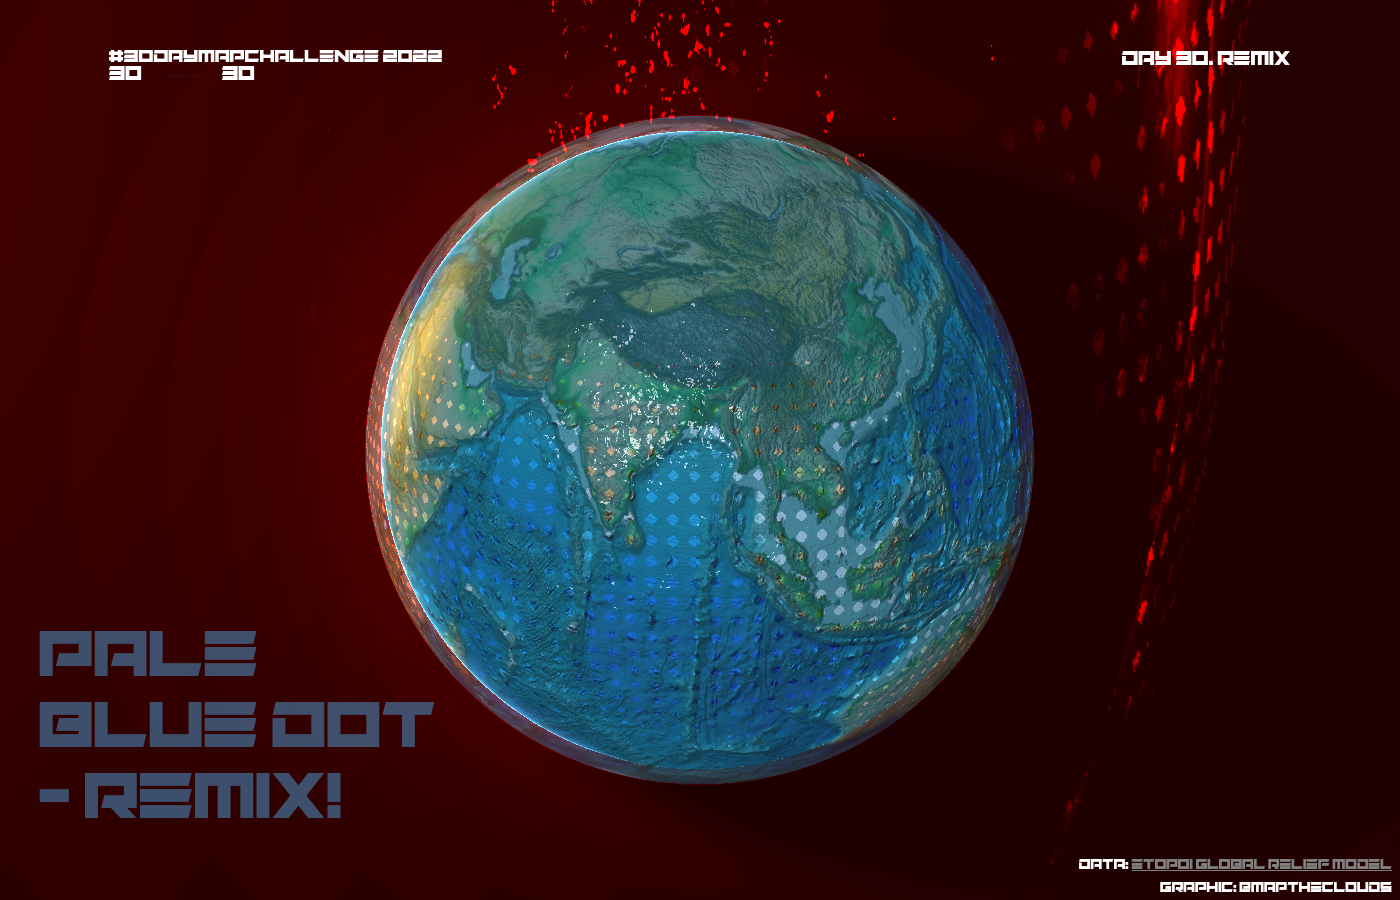 #30DAYMAPCHALLENGE 2022
30 30
DAY 30. REMIX
PALE
BLUE DOT
- REMIX!
DATA: ETOPO1 GLOBAL RELIEF MODEL
GRAPHIC: @MAPTHECLOUDS